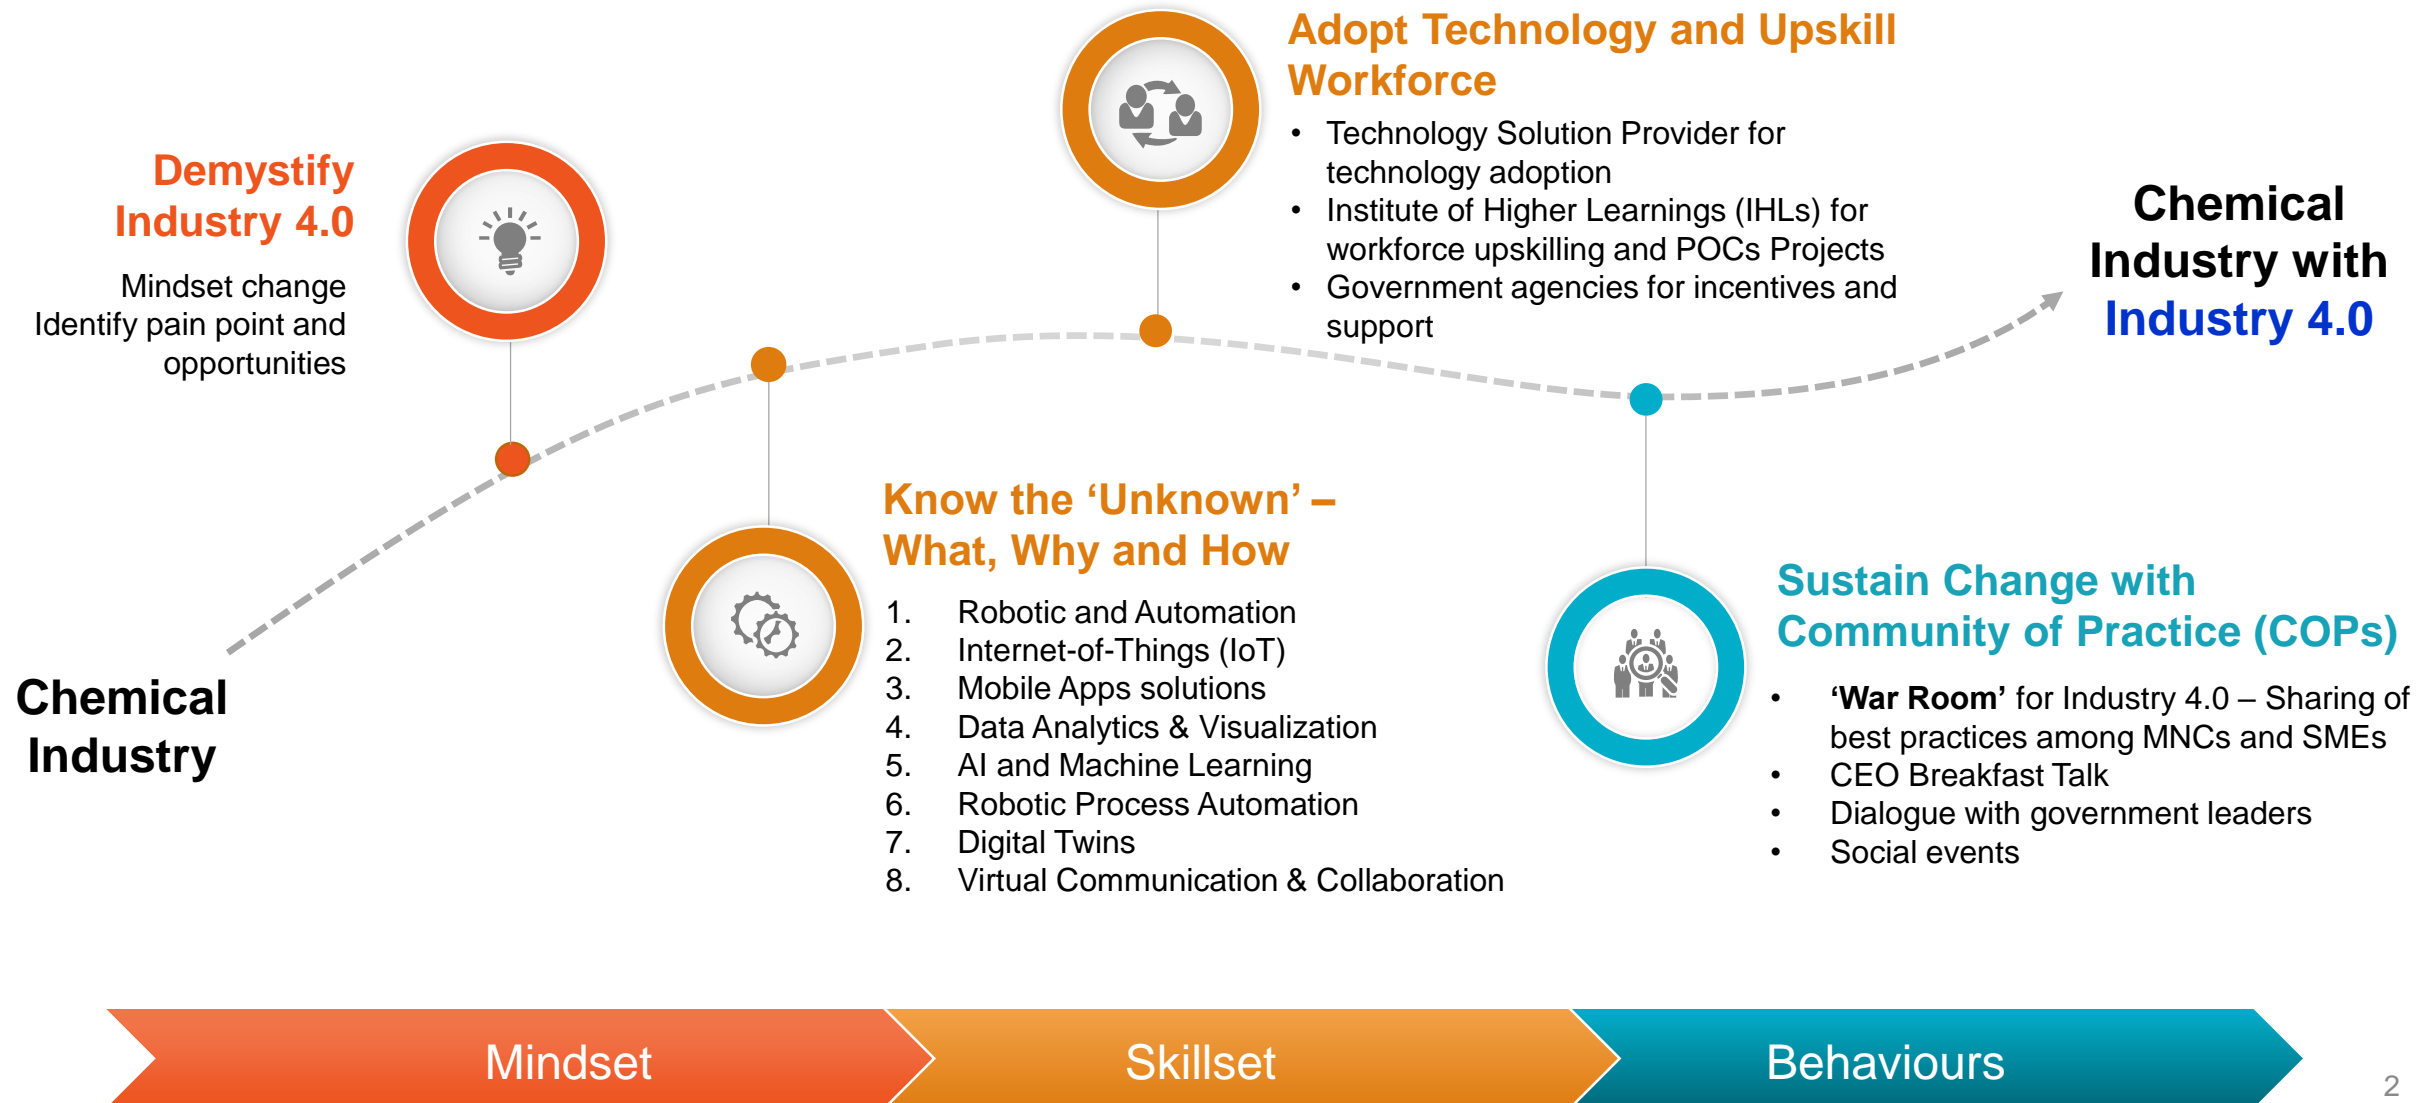 Demystify
Industry 4.0
Mindset change
Identify pain point and
opportunities
Adopt Technology and Upskill
Workforce
• Technology Solution Provider for
technology adoption
• Institute of Higher Learnings (IHLs) for
workforce upskilling and POCs Projects
• Government agencies for incentives and
support
Chemical
Industry with
Industry 4.0
Chemical
Industry
Know the ‘Unknown’ –
What, Why and How
1. Robotic and Automation
2. Internet-of-Things (IoT)
3. Mobile Apps solutions
4. Data Analytics & Visualization
5. AI and Machine Learning
6. Robotic Process Automation
7. Digital Twins
8. Virtual Communication & Collaboration
Sustain Change with
Community of Practice (COPs)
• ‘War Room’ for Industry 4.0 – Sharing of
best practices among MNCs and SMEs
• CEO Breakfast Talk
• Dialogue with government leaders
• Social events
Mindset
Skillset
Behaviours
2